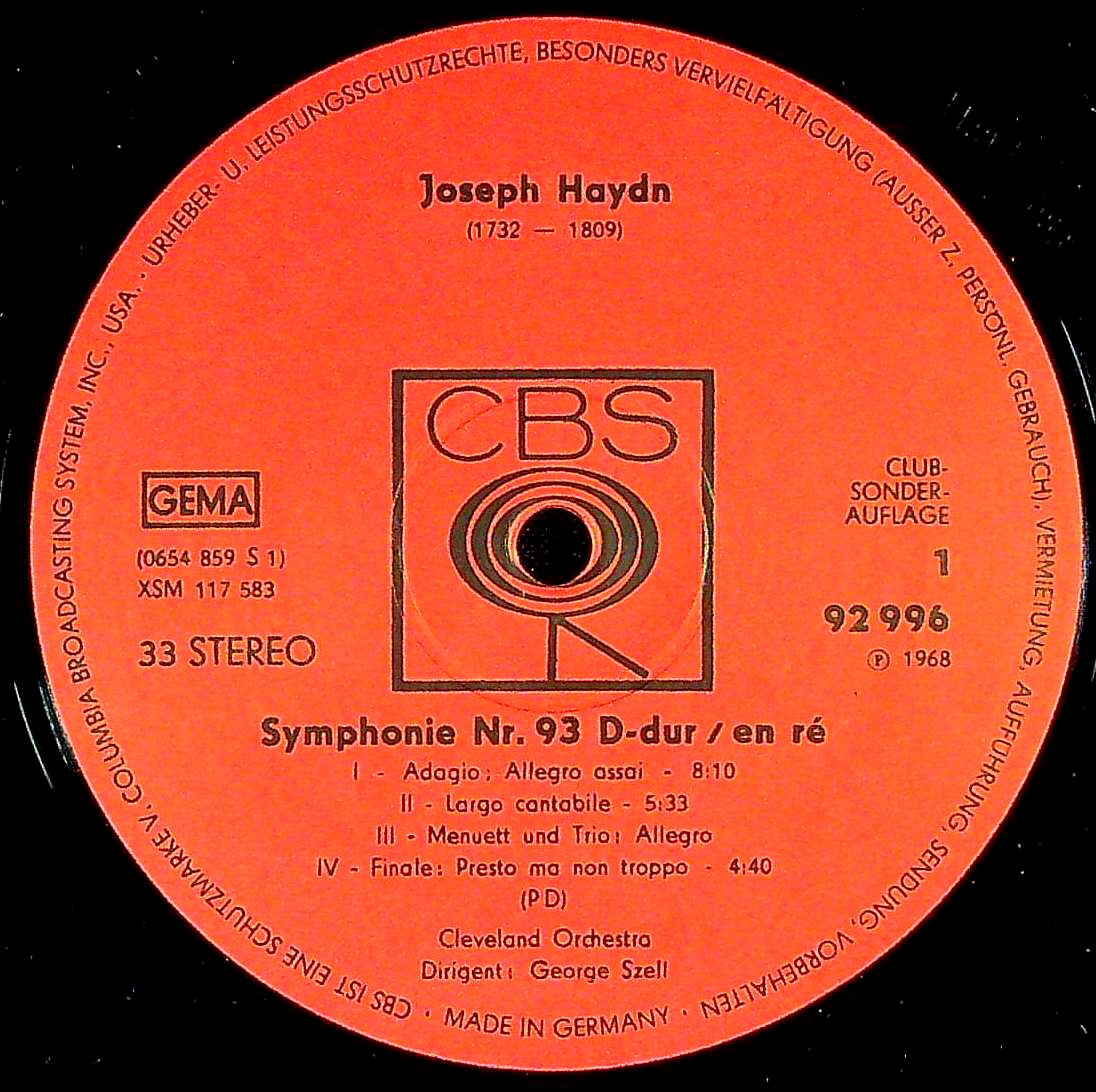 URHEBER- U. LEISTUNGSSCHUTZRECHTE, BESONDERS VERVIELFÄLTIGUNG (AUSSER Z. PERSÖNL. GEBRAUCH), VERMIETUNG, AUFFÜHRUNG, SENDUNG, VORBEHALTEN
Joseph Haydn
(1732 — 1809)
CBS
GEMA
(0654 859 S 1)
XSM 117 583
33 STEREO
CLUB-
SONDER-
AUFLAGE
1
92 996
Ⓟ 1968
Symphonie Nr. 93 D-dur / en ré
I - Adagio; Allegro assai - 8:10
II - Largo cantabile - 5:33
III - Menuett und Trio: Allegro
IV - Finale: Presto ma non troppo - 4:40
(PD)
Cleveland Orchestra
Dirigent: George Szell
· MADE IN GERMANY ·
CBS IST EINE SCHUTZMARKE V. COLUMBIA BROADCASTING SYSTEM, INC., USA. ·